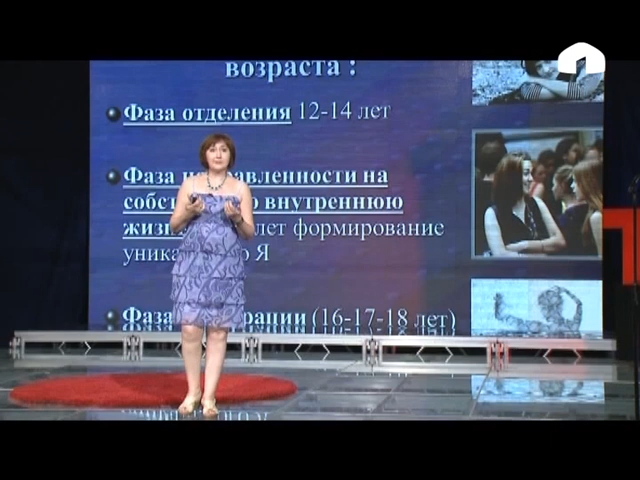 возраста :
Фаза отделения 12-14 лет
Фаза на
внутреннюю
лет формирование
Я
Фаза (16-17-18 лет)